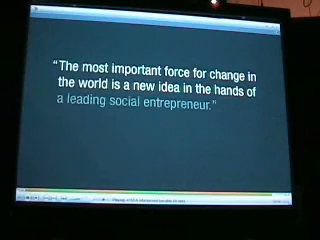 “The most important force for change in
the world is a new idea in the hands of
a leading social entrepreneur.”